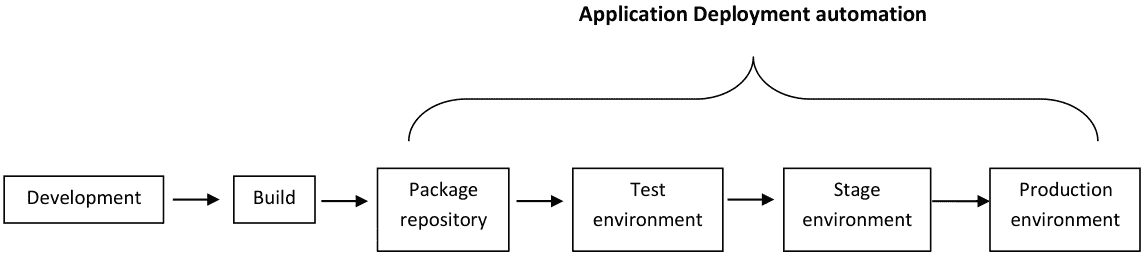 Application Deployment automation
Development
Build
Package
repository
Test
environment
Stage
environment
Production
environment